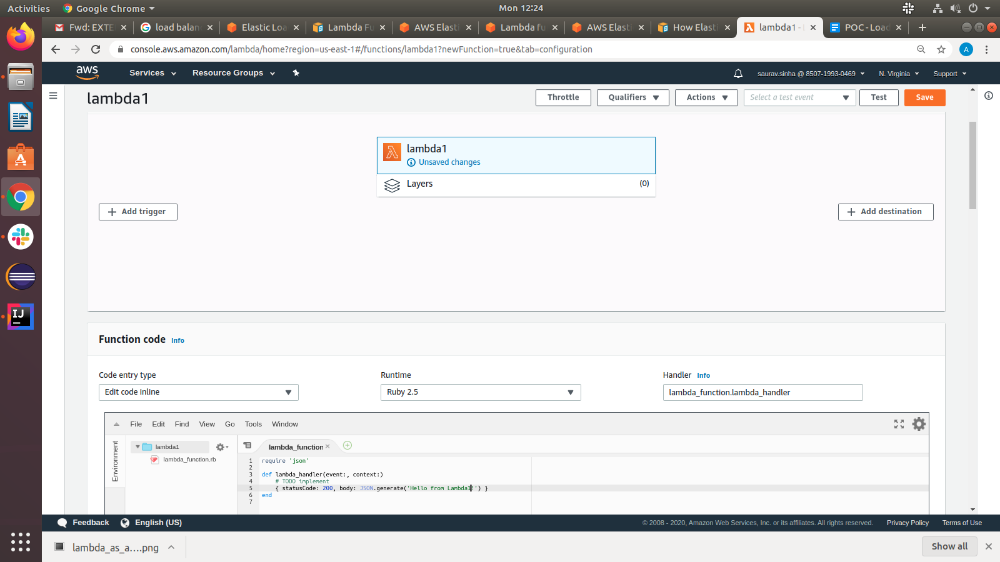 Activities
Google Chrome
Mon 12:24
Fwd: EXTE
load balan
Elastic Loa
Lambda Fu
AWS Elasti
Lambda fu
AWS Elasti
How Elasti
lambda1 -
POC - Load
console.aws.amazon.com/lambda/home?region=us-east-1#/functions/lambda1?newFunction=true&tab=configuration
A
aws
Services
Resource Groups
saurav.sinha @ 8507-1993-0469
N. Virginia
Support
lambda1
Throttle
Qualifiers
Actions
Select a test event
Test
Save
lambda1
Unsaved changes
Layers
(0)
Add trigger
Add destination
Function code
Info
Code entry type
Runtime
Handler
Info
Edit code inline
Ruby 2.5
lambda_function.lambda_handler
File
Edit
Find
View
Go
Tools
Window
Environment
lambda1
lambda_function.rb
lambda_function
1 require 'json'
2
3 def lambda_handler(event:, context:)
4 # TODO implement
5 { statusCode: 200, body: JSON.generate('Hello from Lambda1!') }
6 end
7
Feedback
English (US)
© 2008 - 2020, Amazon Web Services, Inc. or its affiliates. All rights reserved.
Privacy Policy
Terms of Use
lambda_as_a....png
Show all